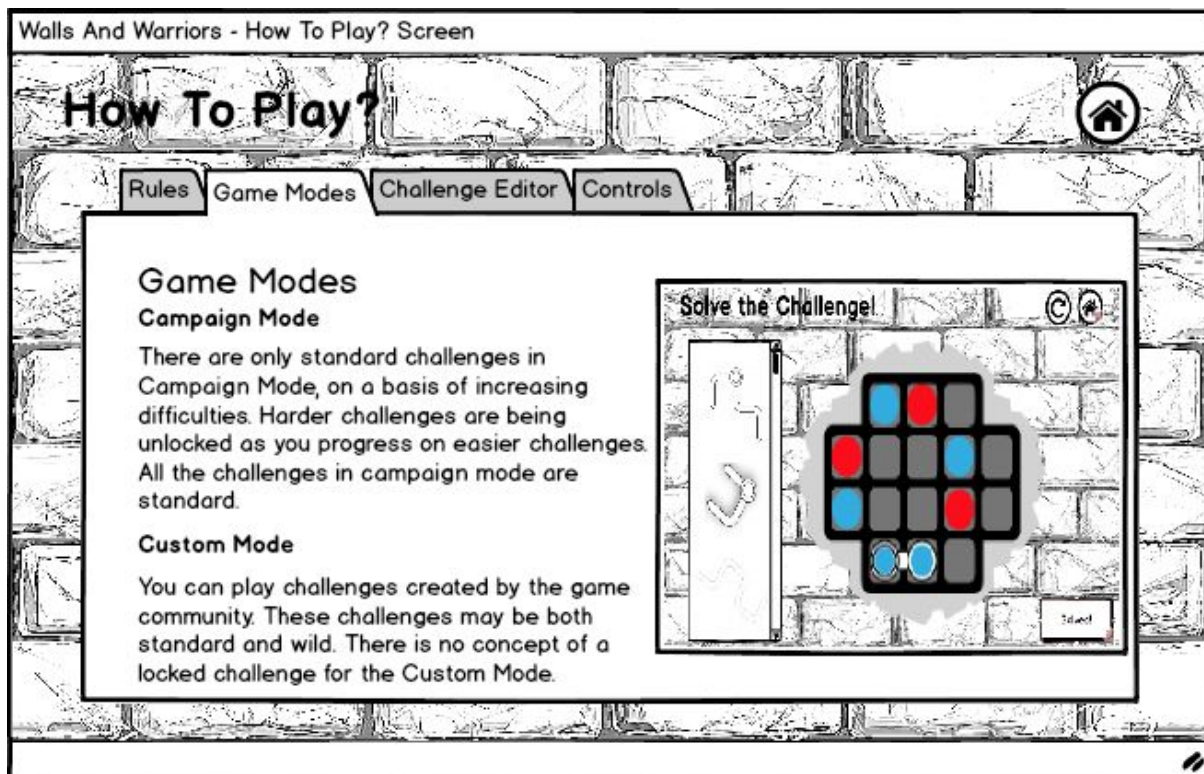 Walls And Warriors - How To Play? Screen
How To Play?
Rules
Game Modes
Challenge Editor
Controls
Game Modes
Campaign Mode
There are only standard challenges in
Campaign Mode, on a basis of increasing
difficulties. Harder challenges are being
unlocked as you progress on easier challenges.
All the challenges in campaign mode are
standard.
Custom Mode
You can play challenges created by the game
community. These challenges may be both
standard and wild. There is no concept of a
locked challenge for the Custom Mode.
Solve the Challenge!